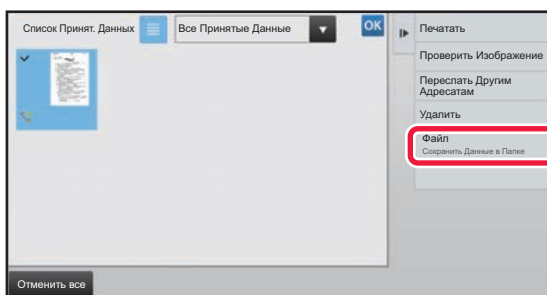 Список Принят. Данных
Все Принятые Данные
OK
Печатать
Проверить Изображение
Переслать Другим
Адресатам
Удалить
Файл
Сохранить Данные в Папке
Отменить все